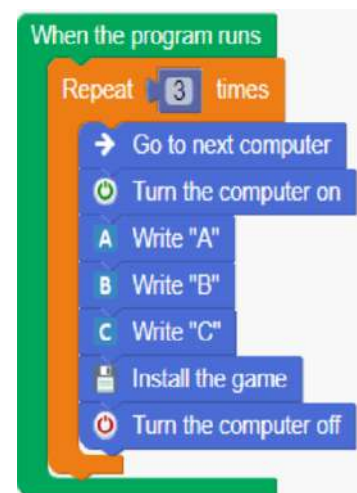 When the program runs
Repeat 3 times
Go to next computer
Turn the computer on
A Write "A"
B Write "B"
C Write "C"
Install the game
Turn the computer off